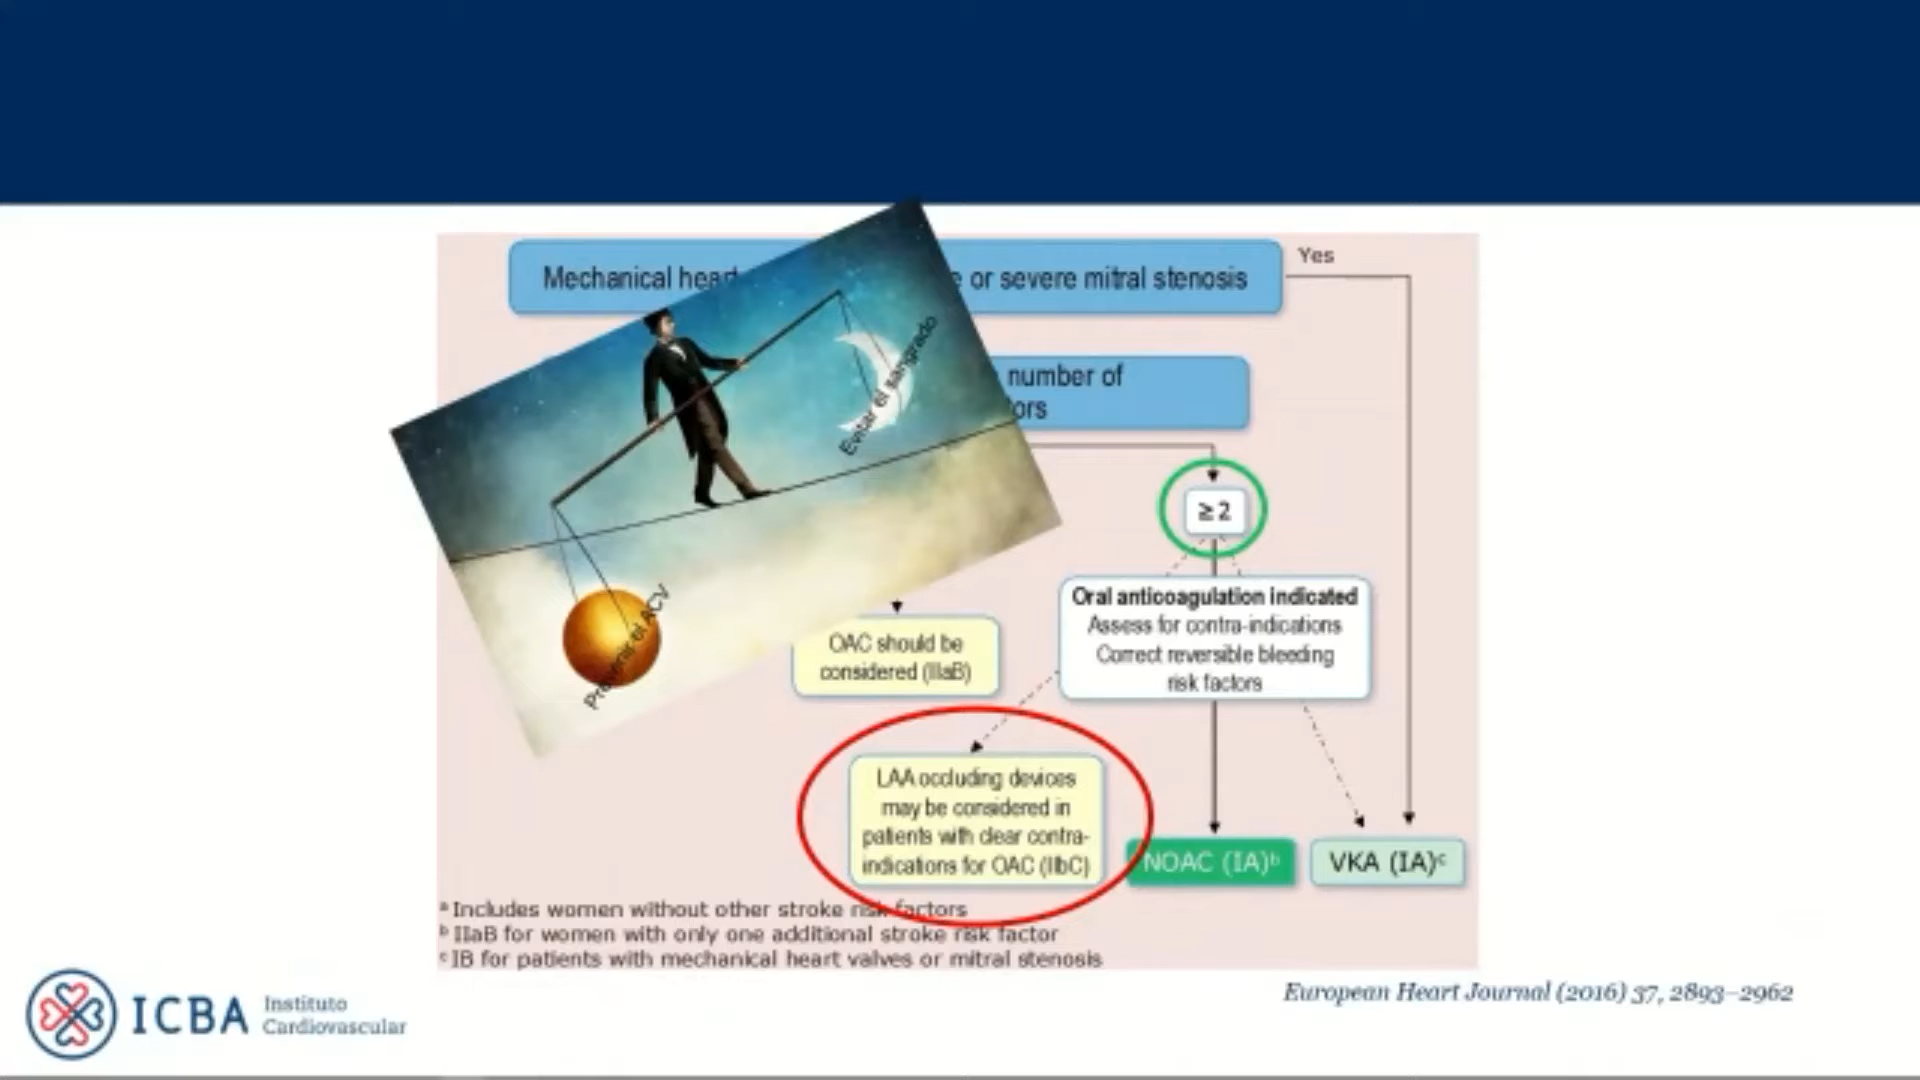 Mechanical heart
or severe mitral stenosis
Yes
number of
Evitar el sangrado
≥ 2
Oral anticoagulation indicated
Assess for contra-indications
Correct reversible bleeding
risk factors
OAC should be
considered (IIaB)
Prevenir el ACV
LAA occluding devices
may be considered in
patients with clear contra-
indications for OAC (IIbC)
NOAC (IA)ᵇ
VKA (IA)ᶜ
ᵃ Includes women without other stroke risk factors
ᵇ IIaB for women with only one additional stroke risk factor
ᶜ IB for patients with mechanical heart valves or mitral stenosis
European Heart Journal (2016) 37, 2893–2962
ICBA
Instituto
Cardiovascular